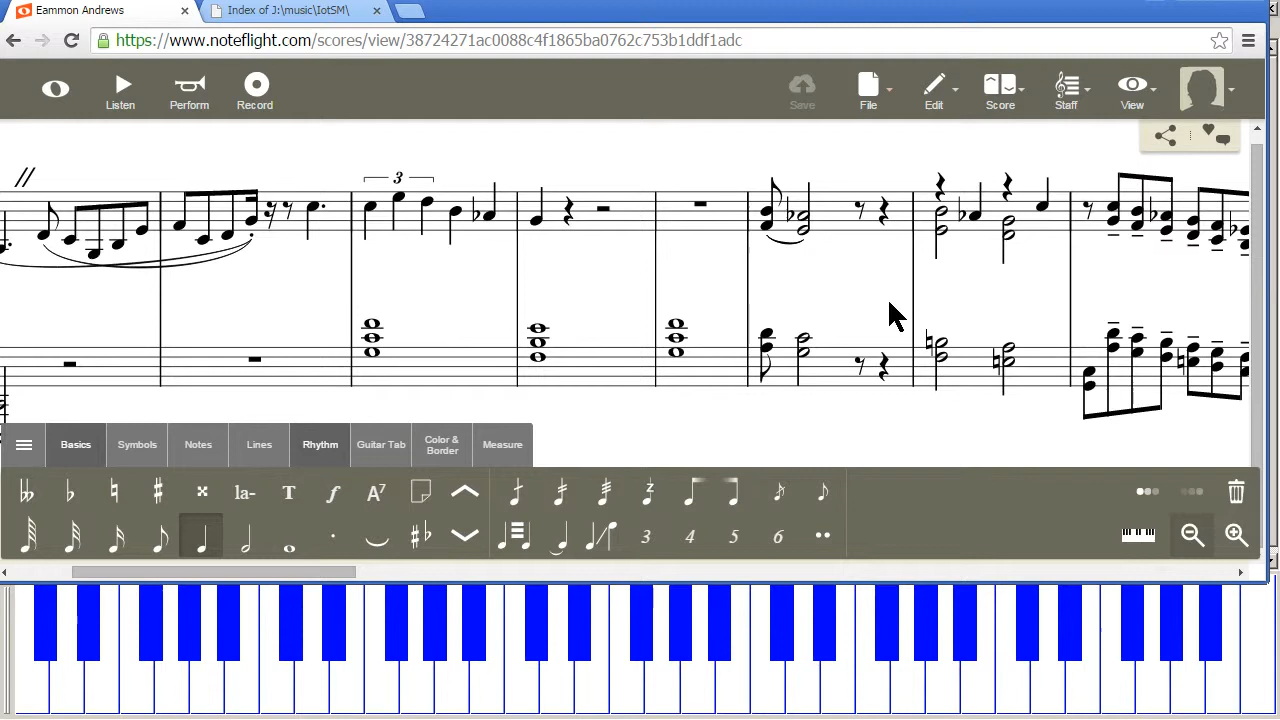 Eammon Andrews
Index of J:\music\IotSM\
https://www.noteflight.com/scores/view/38724271ac0088c4f1865ba0762c753b1ddf1adc
Listen Perform Record Save File Edit Score Staff View
3
Basics Symbols Notes Lines Rhythm Guitar Tab Color & Border Measure
la- T f A7
3 4 5 6